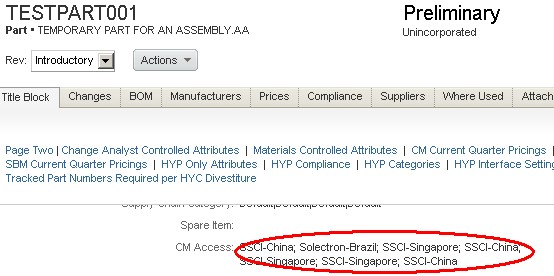 TESTPART001
Preliminary
Part • TEMPORARY PART FOR AN ASSEMBLY.AA
Unincorporated
Rev: Introductory
Actions
Title Block Changes BOM Manufacturers Prices Compliance Suppliers Where Used Attach
Page Two | Change Analyst Controlled Attributes | Materials Controlled Attributes | CM Current Quarter Pricings |
SBM Current Quarter Pricings | HYP Only Attributes | HYP Compliance | HYP Categories | HYP Interface Setting
Tracked Part Numbers Required per HYC Divestiture
Supply Chain Category: Default|Default|Default|Default
Spare Item:
CM Access: SSCI-China; Solectron-Brazil; SSCI-Singapore; SSCI-China;
SSCI-Singapore; SSCI-Singapore; SSCI-China